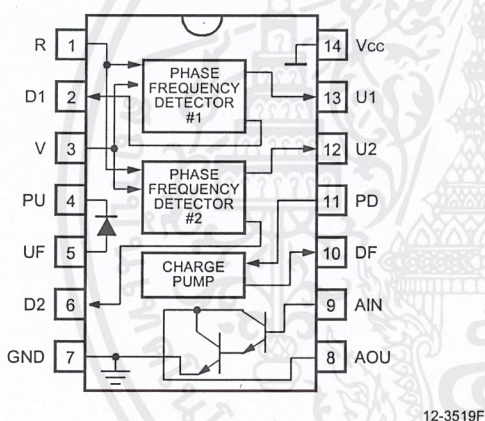 R 1
D1 2
V 3
PU 4
UF 5
D2 6
GND 7
14 Vcc
13 U1
12 U2
11 PD
10 DF
9 AIN
8 AOU
PHASE
FREQUENCY
DETECTOR
#1
PHASE
FREQUENCY
DETECTOR
#2
CHARGE
PUMP
12-3519F